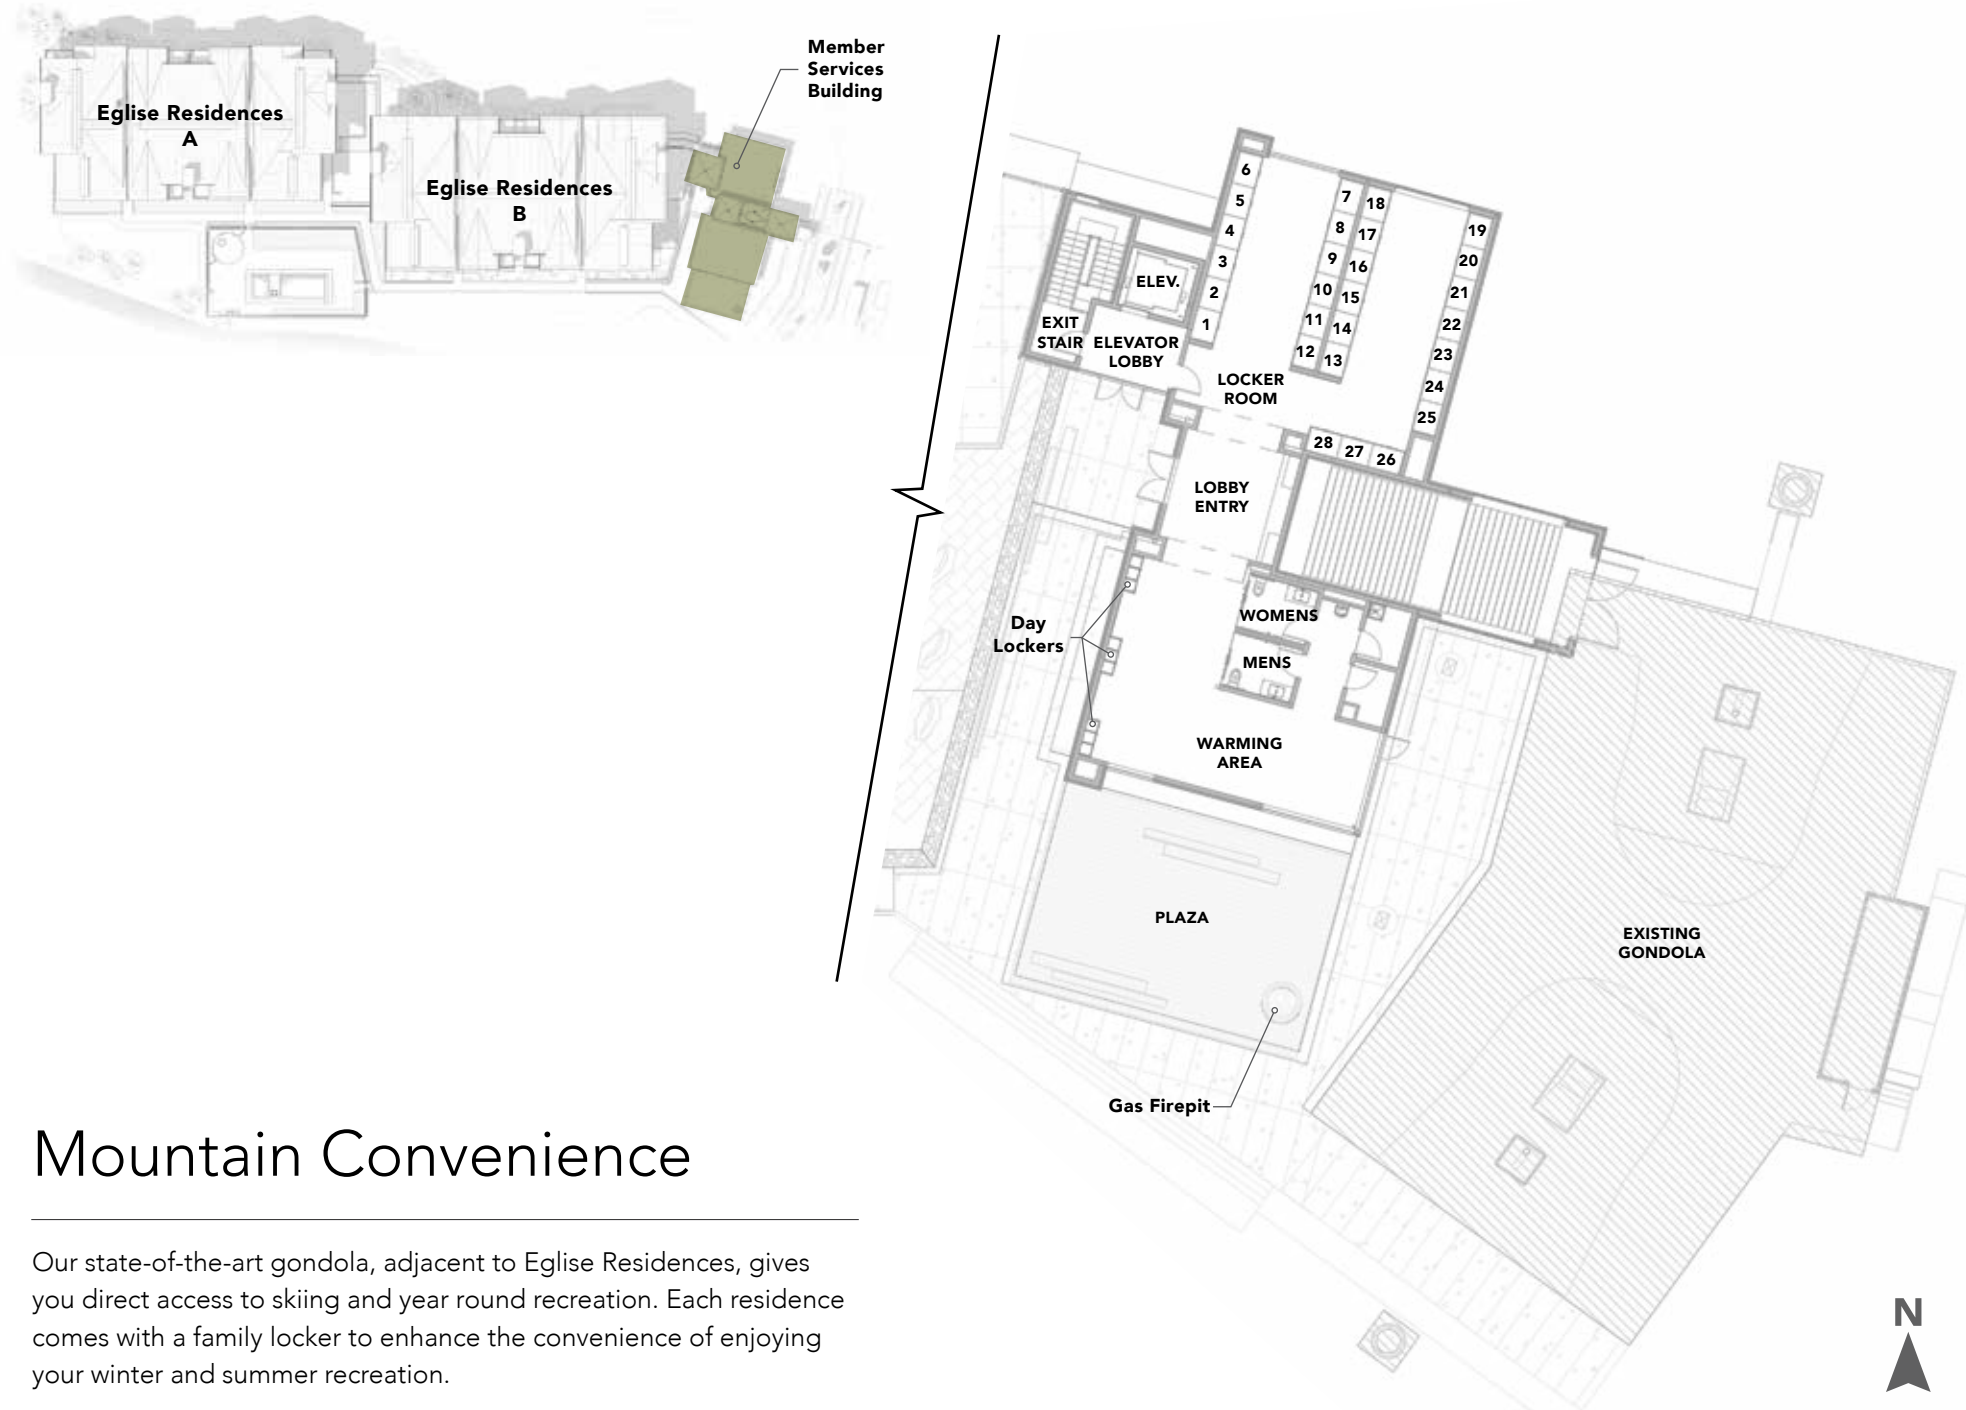 Member
Services
Building
Eglise Residences
A
Eglise Residences
B
6
5
4
3
2
1
7
8
9
10
11
12
18
17
16
15
14
13
19
20
21
22
23
24
25
28
27
26
ELEV.
EXIT
STAIR
ELEVATOR
LOBBY
LOCKER
ROOM
LOBBY
ENTRY
Day
Lockers
WOMENS
MENS
WARMING
AREA
PLAZA
EXISTING
GONDOLA
Gas Firepit
Mountain Convenience
Our state-of-the-art gondola, adjacent to Eglise Residences, gives
you direct access to skiing and year round recreation. Each residence
comes with a family locker to enhance the convenience of enjoying
your winter and summer recreation.
N